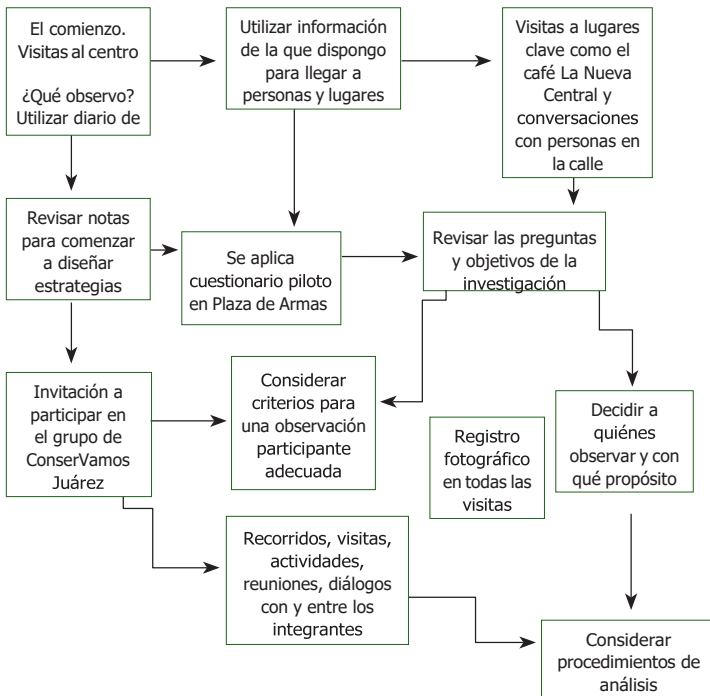 El comienzo.
Visitas al centro
¿Qué observo?
Utilizar diario de
Utilizar información
de la que dispongo
para llegar a
personas y lugares
Visitas a lugares
clave como el
café La Nueva
Central y
conversaciones
con personas en
la calle
Revisar notas
para comenzar
a diseñar
estrategias
Se aplica
cuestionario piloto
en Plaza de Armas
Revisar las preguntas
y objetivos de la
investigación
Invitación a
participar en
el grupo de
ConserVamos
Juárez
Considerar
criterios para
una observación
participante
adecuada
Registro
fotográfico
en todas las
visitas
Decidir a
quiénes
observar y con
qué propósito
Recorridos, visitas,
actividades,
reuniones, diálogos
con y entre los
integrantes
Considerar
procedimientos de
análisis